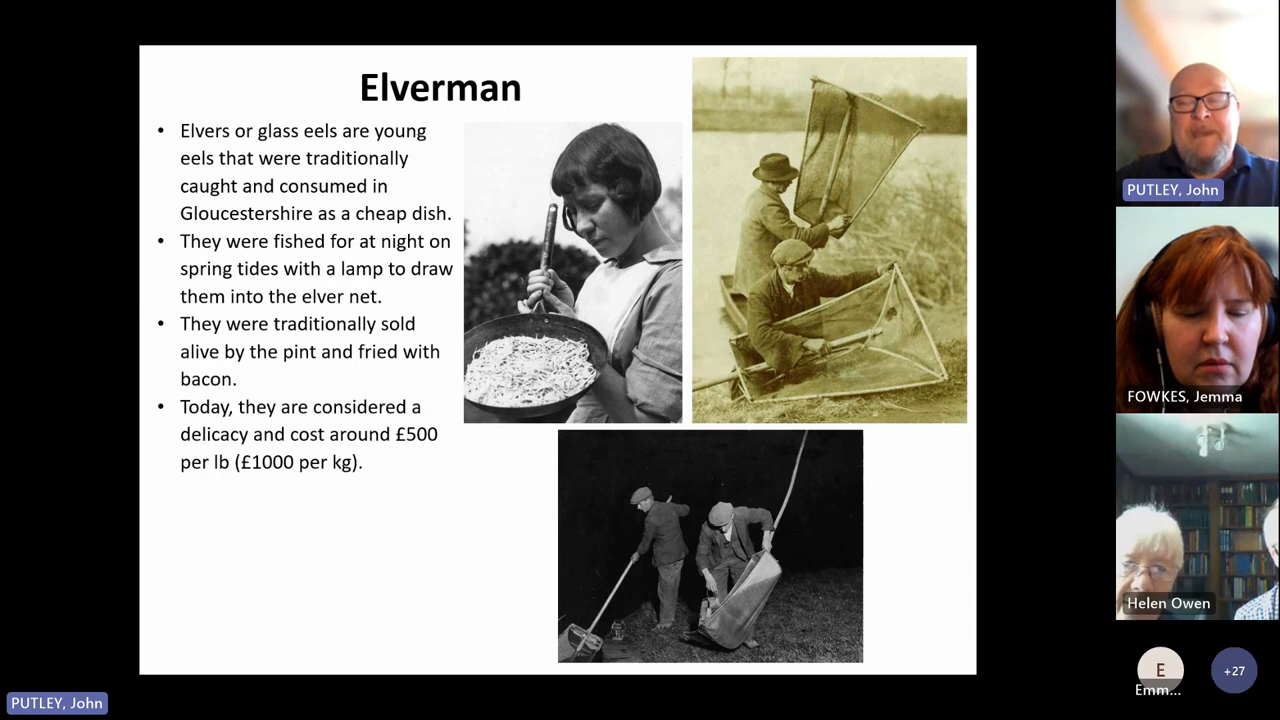 Elverman
• Elvers or glass eels are young
eels that were traditionally
caught and consumed in
Gloucestershire as a cheap dish.
• They were fished for at night on
spring tides with a lamp to draw
them into the elver net.
• They were traditionally sold
alive by the pint and fried with
bacon.
• Today, they are considered a
delicacy and cost around £500
per lb (£1000 per kg).
PUTLEY, John
FOWKES, Jemma
Helen Owen
E
Emm...
+27
PUTLEY, John